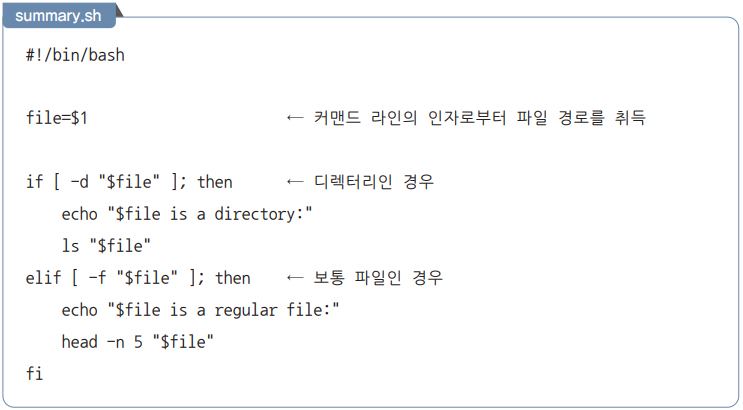 summary.sh
#!/bin/bash
file=$1 ← 커맨드 라인의 인자로부터 파일 경로를 취득
if [ -d "$file" ]; then ← 디렉터리인 경우
echo "$file is a directory:"
ls "$file"
elif [ -f "$file" ]; then ← 보통 파일인 경우
echo "$file is a regular file:"
head -n 5 "$file"
fi